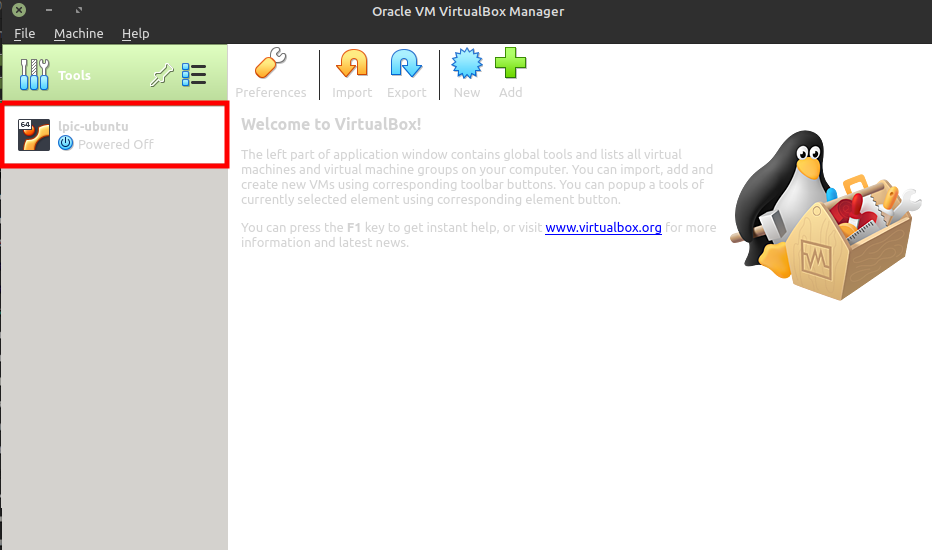 Oracle VM VirtualBox Manager
File Machine Help
Tools
Preferences Import Export New Add
64
lpic-ubuntu
Powered Off
Welcome to VirtualBox!
The left part of application window contains global tools and lists all virtual
machines and virtual machine groups on your computer. You can import, add and
create new VMs using corresponding toolbar buttons. You can popup a tools of
currently selected element using corresponding element button.
You can press the F1 key to get instant help, or visit www.virtualbox.org for more
information and latest news.